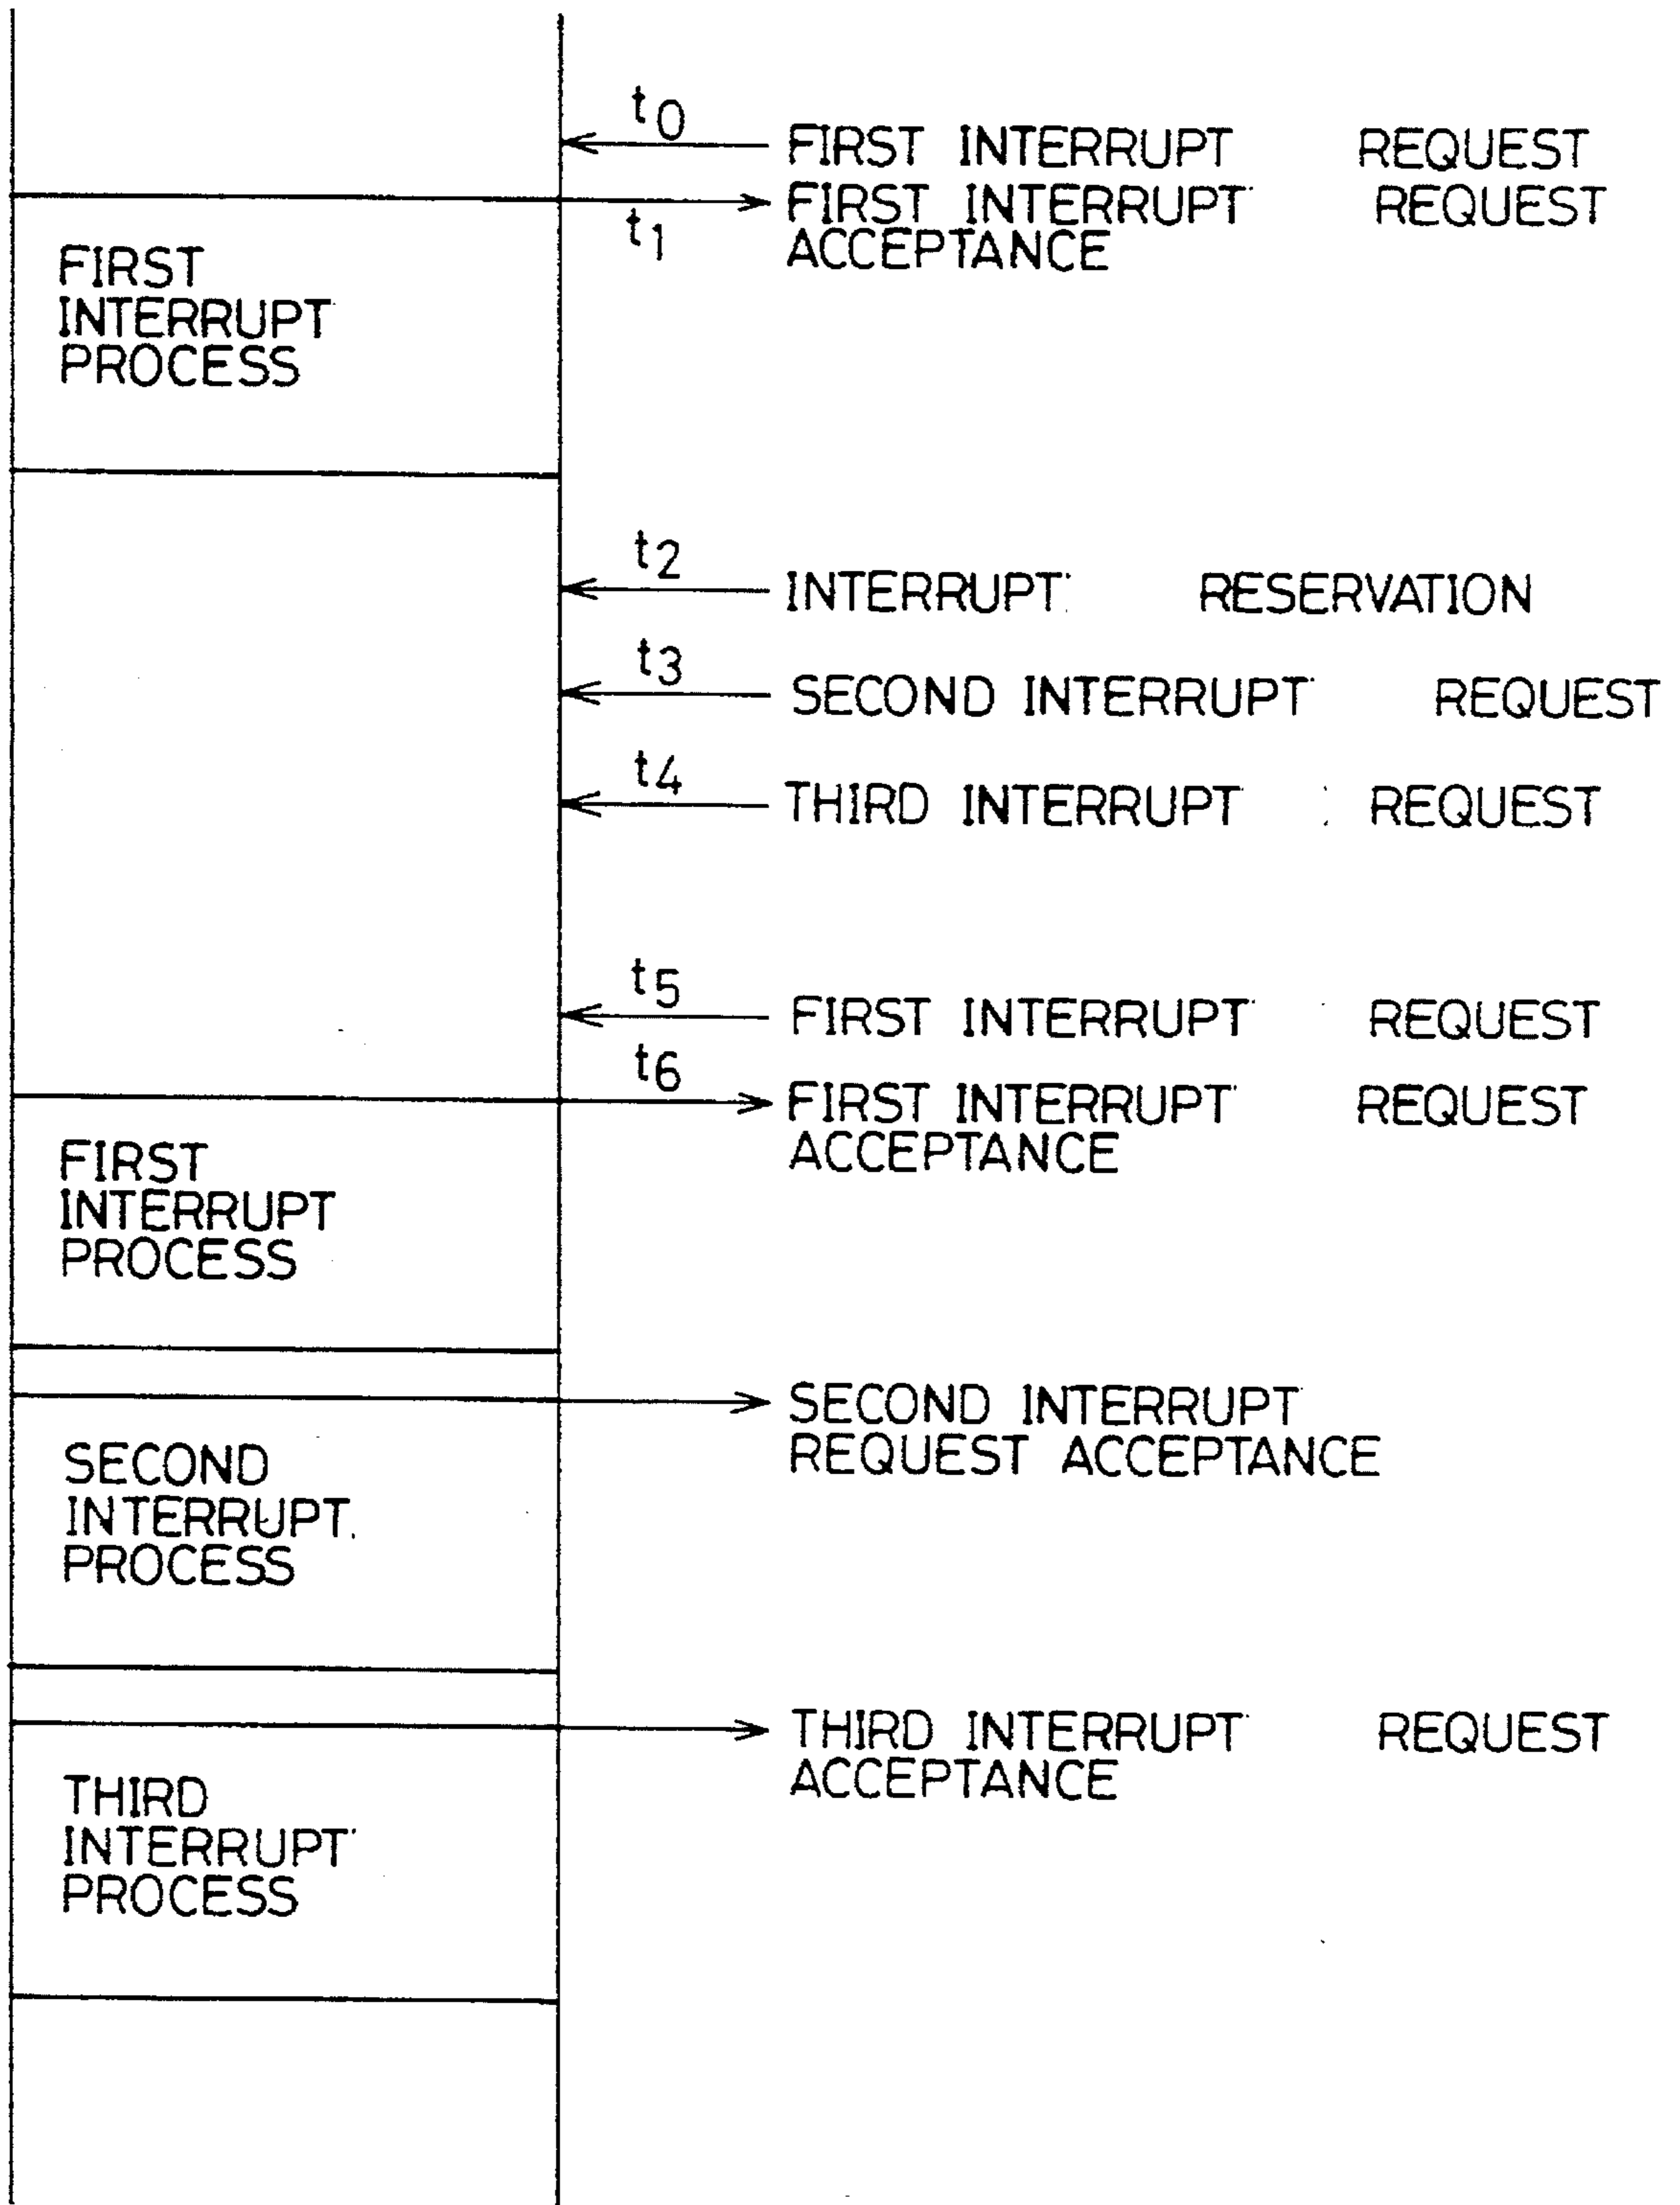 t0
FIRST INTERRUPT REQUEST
t1
FIRST INTERRUPT REQUEST
ACCEPTANCE
FIRST
INTERRUPT
PROCESS
t2
INTERRUPT RESERVATION
t3
SECOND INTERRUPT REQUEST
t4
THIRD INTERRUPT REQUEST
t5
FIRST INTERRUPT REQUEST
t6
FIRST INTERRUPT REQUEST
ACCEPTANCE
FIRST
INTERRUPT
PROCESS
SECOND INTERRUPT
REQUEST ACCEPTANCE
SECOND
INTERRUPT
PROCESS
THIRD INTERRUPT REQUEST
ACCEPTANCE
THIRD
INTERRUPT
PROCESS